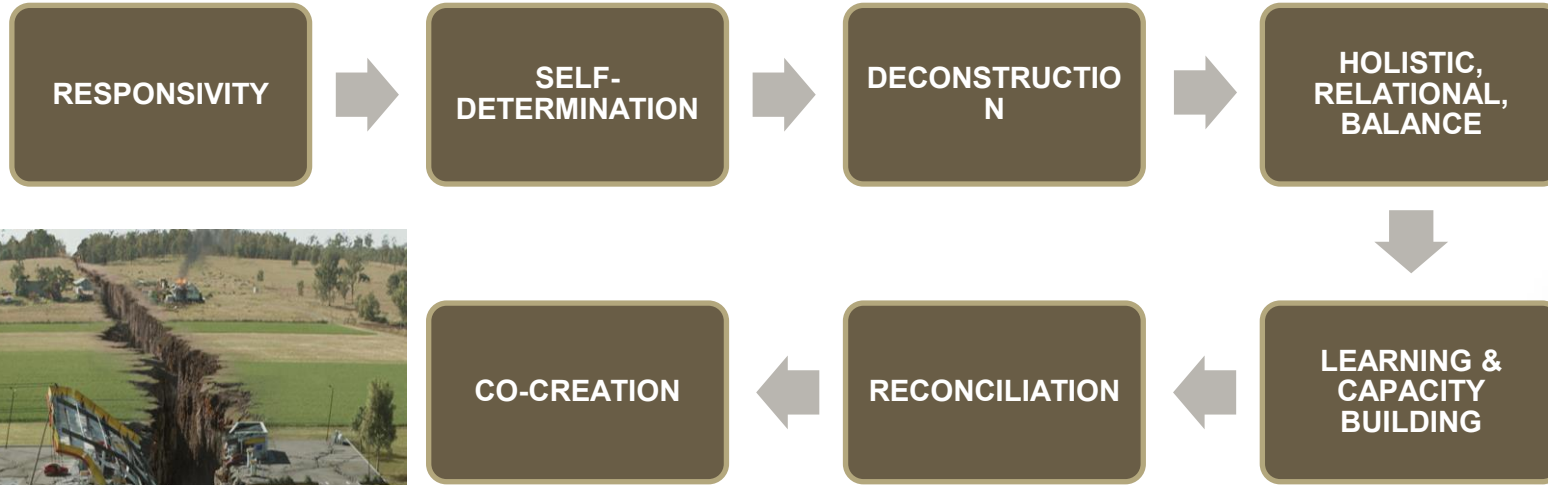 RESPONSIVITY
SELF-
DETERMINATION
DECONSTRUCTIO
N
HOLISTIC,
RELATIONAL,
BALANCE
LEARNING &
CAPACITY
BUILDING
RECONCILIATION
CO-CREATION